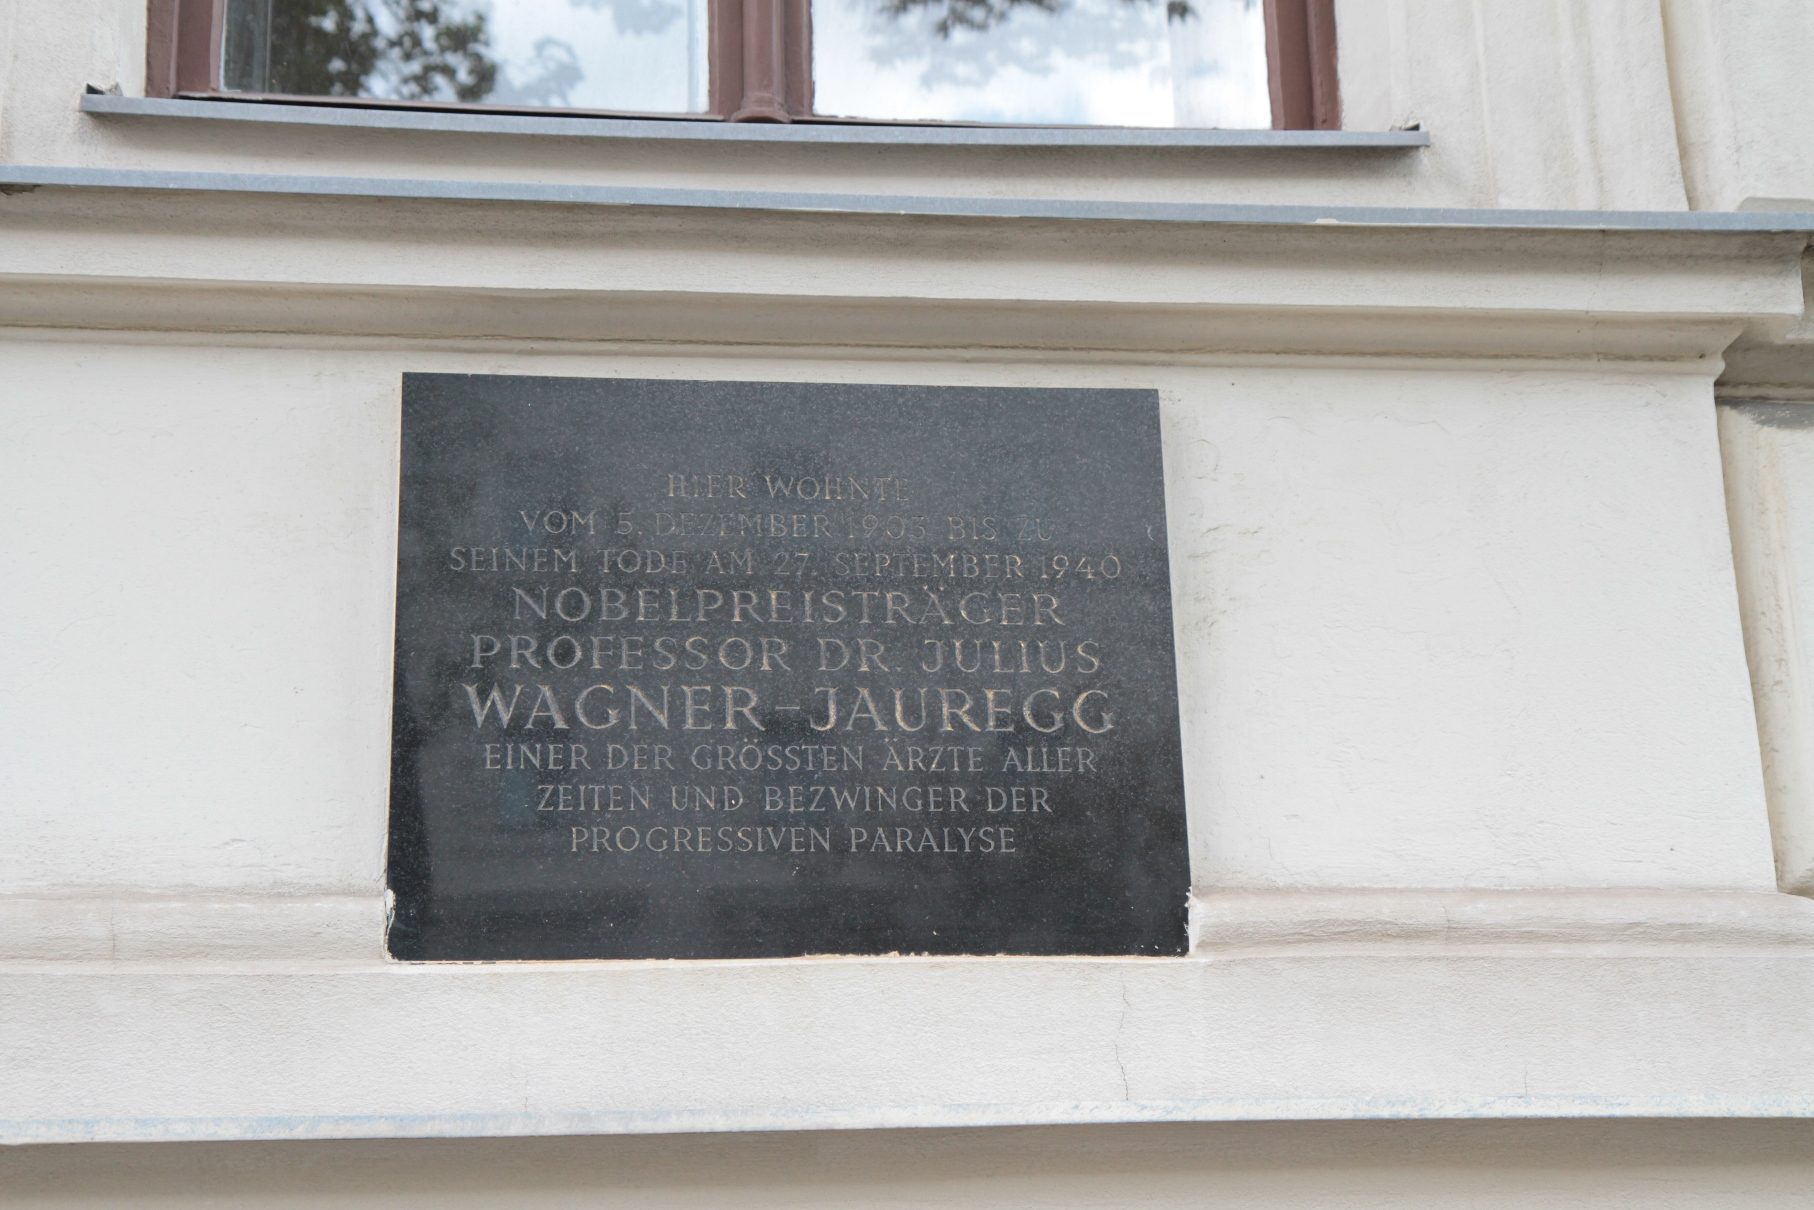 HIER WOHNTE
VOM 5. DEZEMBER 1903 BIS ZU
SEINEM TODE AM 27. SEPTEMBER 1940
NOBELPREISTRÄGER
PROFESSOR DR. JULIUS
WAGNER-JAUREGG
EINER DER GRÖSSTEN ÄRZTE ALLER
ZEITEN UND BEZWINGER DER
PROGRESSIVEN PARALYSE